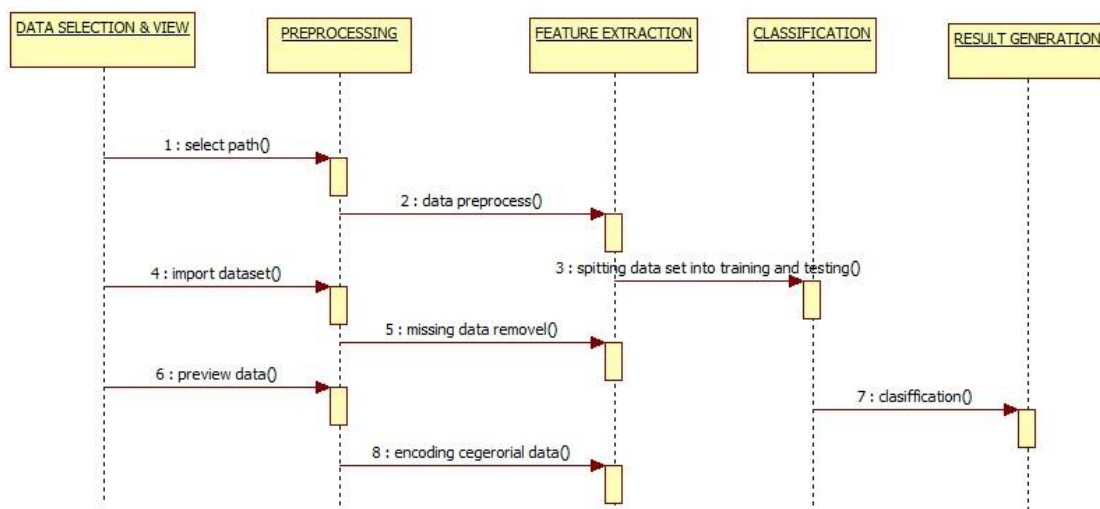 DATA SELECTION & VIEW
PREPROCESSING
FEATURE EXTRACTION
CLASSIFICATION
RESULT GENERATION
1 : select path()
2 : data preprocess()
3 : spitting data set into training and testing()
4 : import dataset()
5 : missing data removel()
6 : preview data()
7 : clasiffication()
8 : encoding cegerorial data()